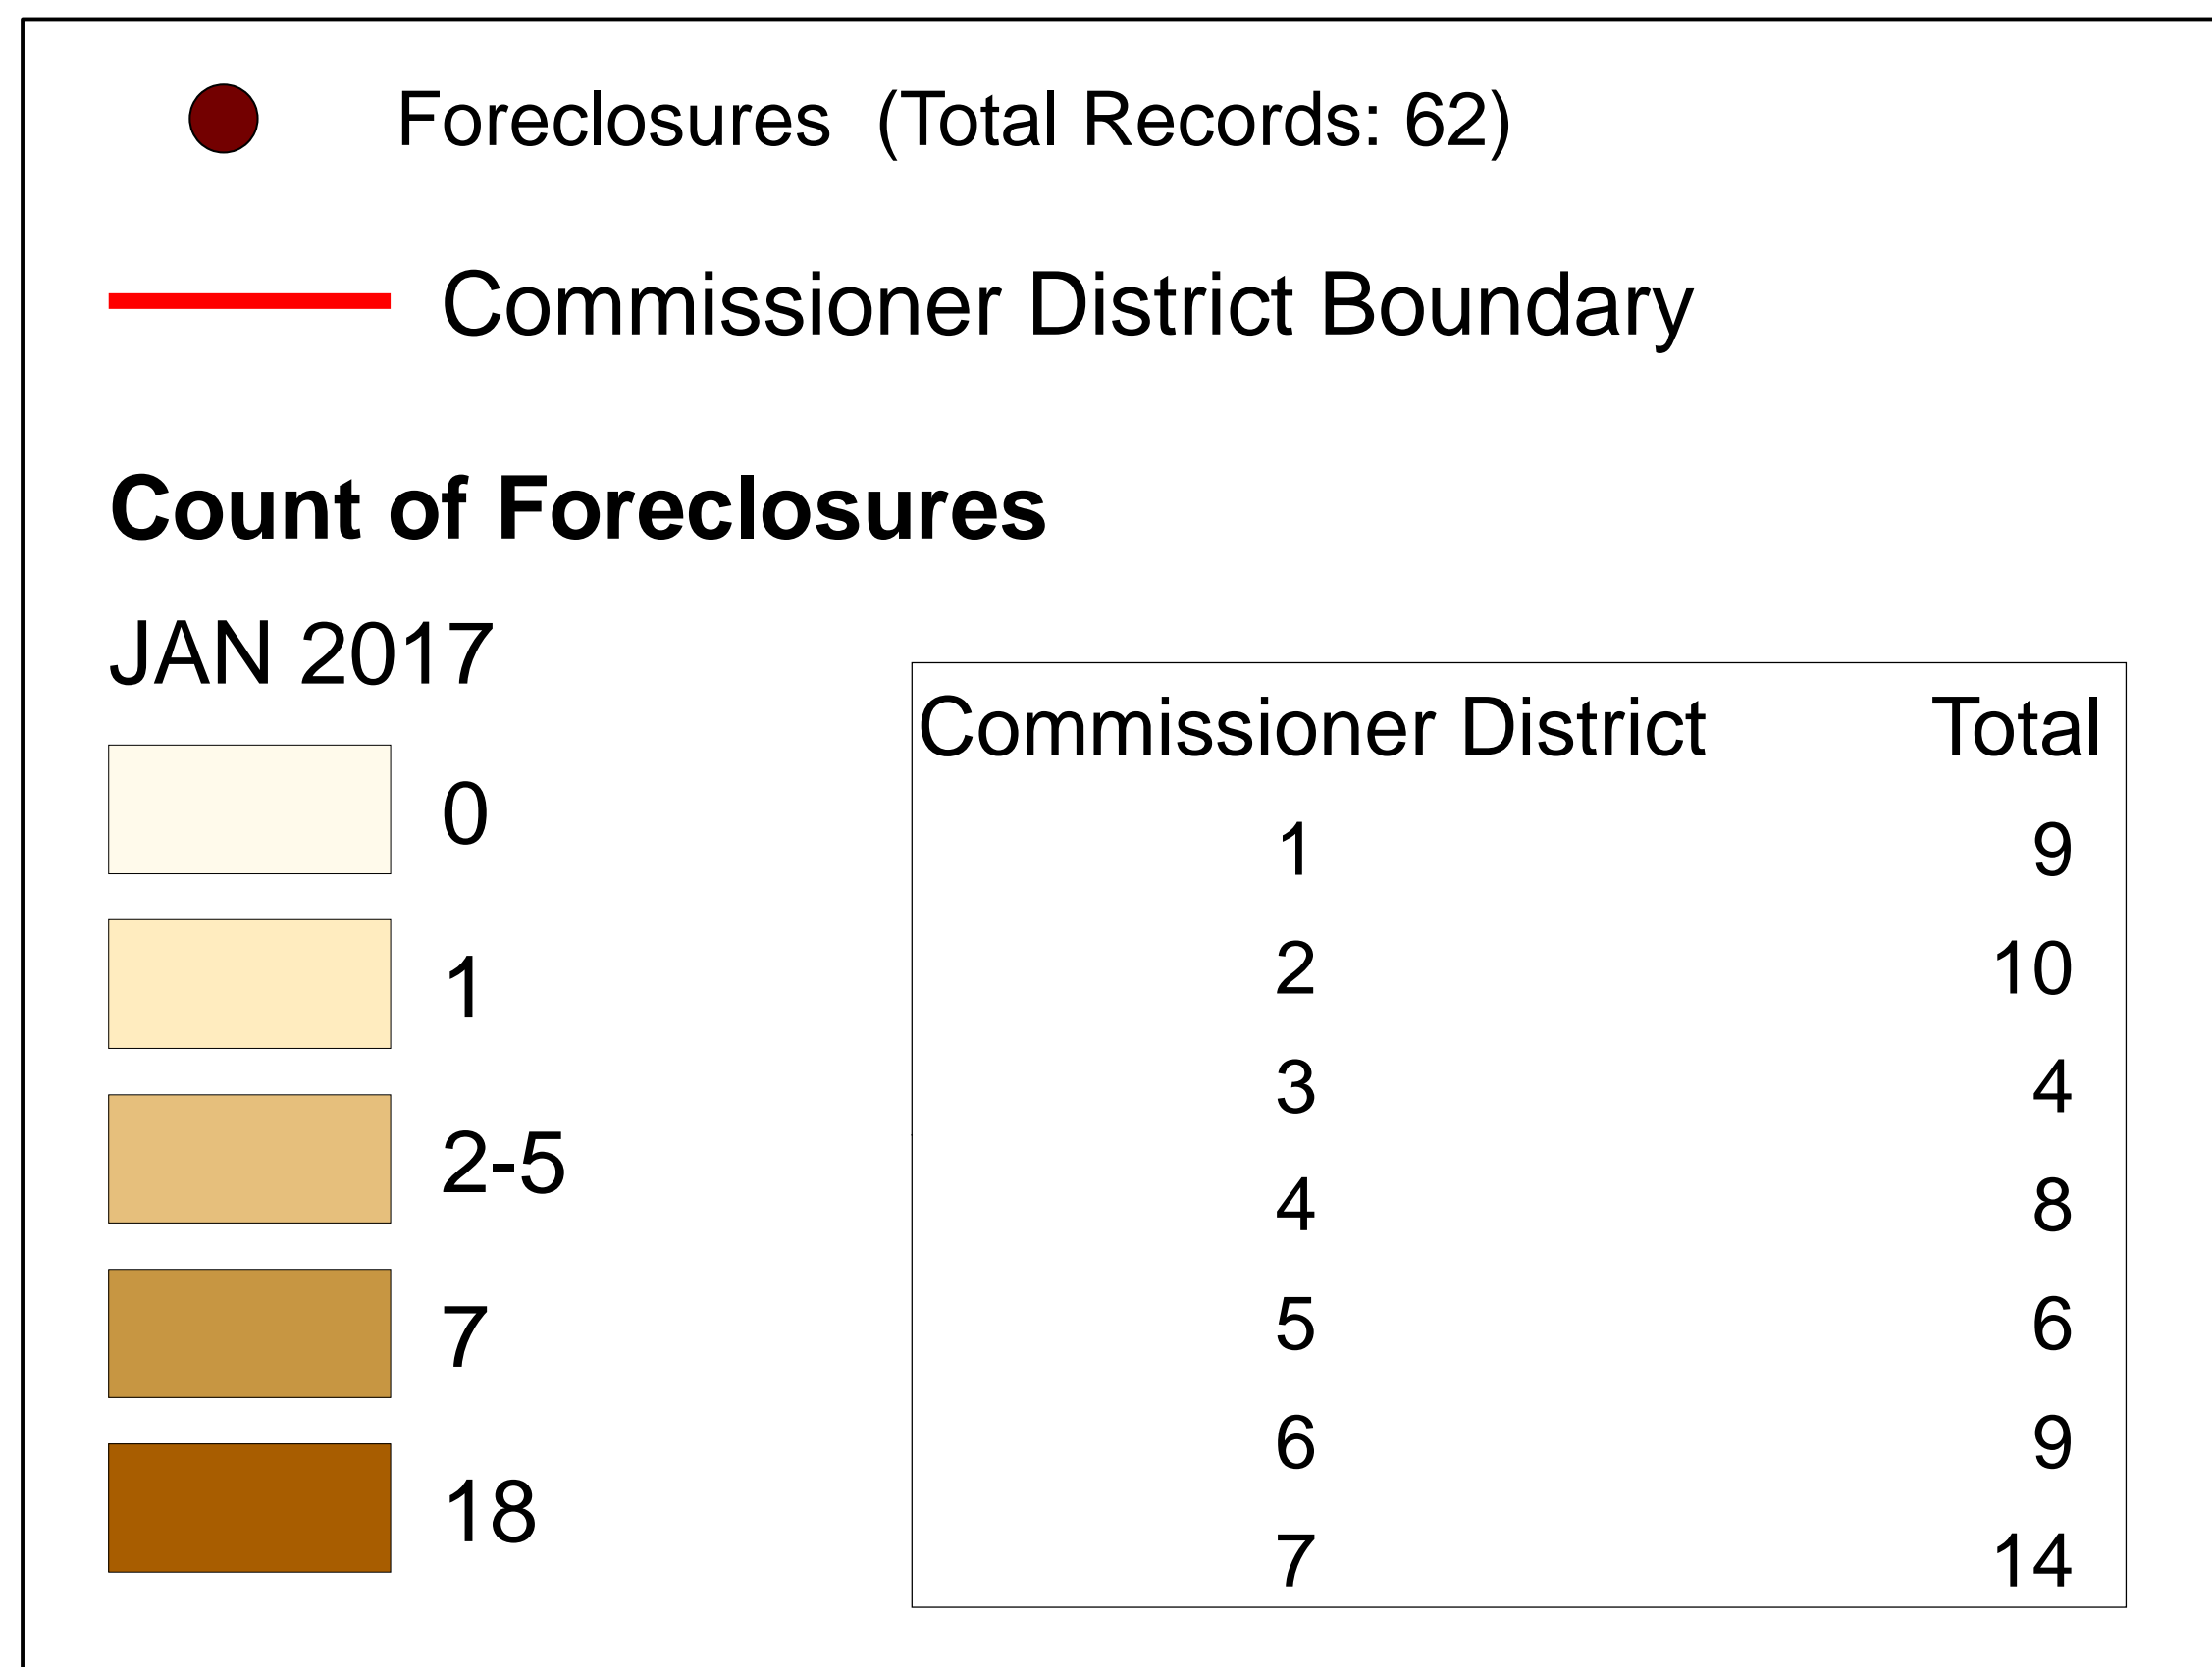 Foreclosures (Total Records: 62)
Commissioner District Boundary
Count of Foreclosures
JAN 2017
0
1
2-5
7
18
Commissioner District Total
1 9
2 10
3 4
4 8
5 6
6 9
7 14